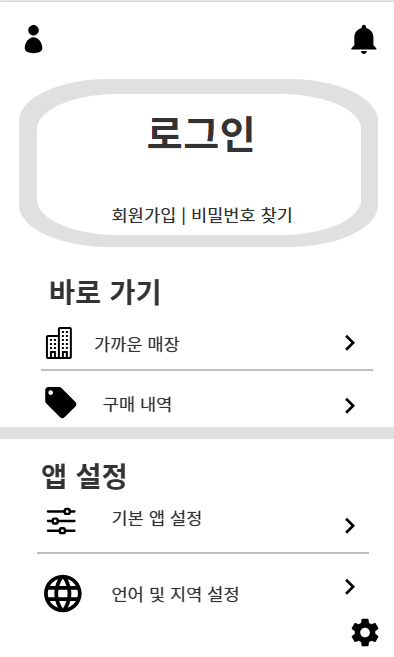 로그인
회원가입 | 비밀번호 찾기
바로 가기
가까운 매장
구매 내역
앱 설정
기본 앱 설정
언어 및 지역 설정